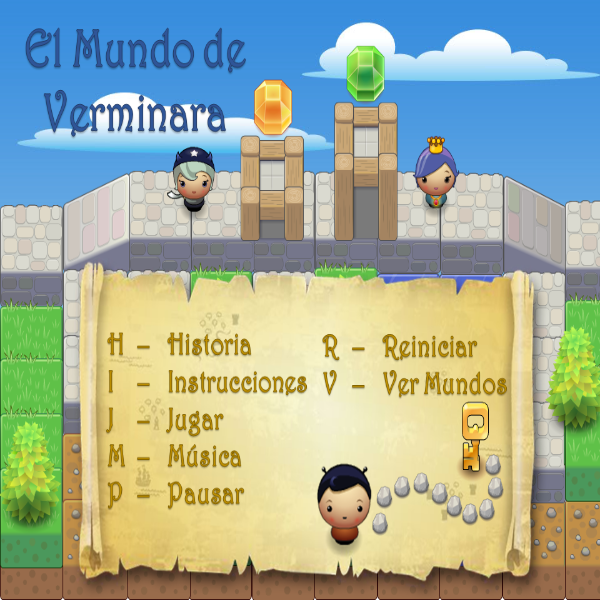 El Mundo de
Verminara
H – Historia
I – Instrucciones
J – Jugar
M – Música
P – Pausar
R – Reiniciar
V – Ver Mundos